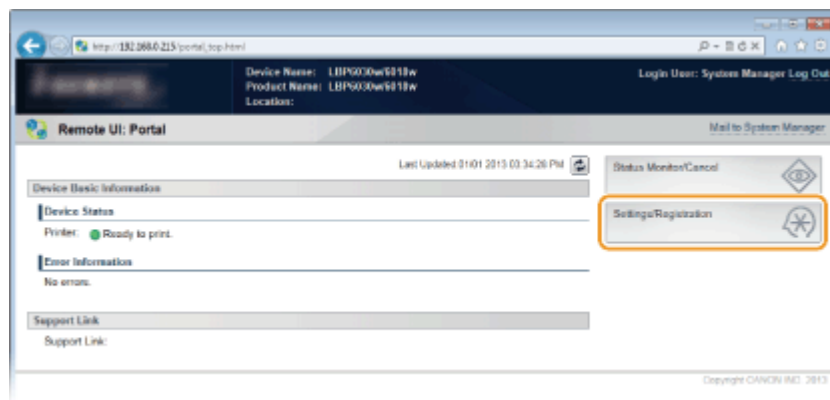 http://192.168.0.215/portal_top.html
Device Name: LBP6030w/6018w
Login User: System Manager Log Out
Product Name: LBP6030w/6018w
Location:
Remote UI: Portal
Mail to System Manager
Last Updated 01/01 2013 03:34:28 PM
Status Monitor/Cancel
Device Basic Information
Device Status
Settings/Registration
Printer: Ready to print.
Error Information
No errors.
Support Link
Support Link:
Copyright CANON INC. 2013